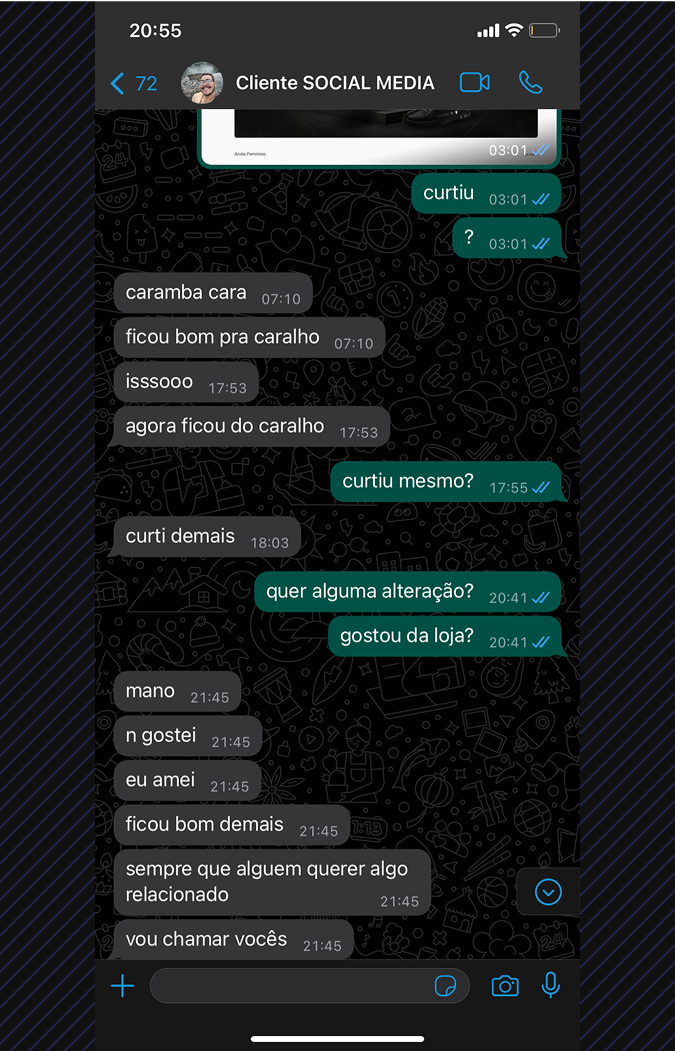 20:55
72
Cliente SOCIAL MEDIA
Anéis Feminino
03:01
curtiu 03:01
? 03:01
caramba cara 07:10
ficou bom pra caralho 07:10
isssooo 17:53
agora ficou do caralho 17:53
curtiu mesmo? 17:55
curti demais 18:03
quer alguma alteração? 20:41
gostou da loja? 20:41
mano 21:45
n gostei 21:45
eu amei 21:45
ficou bom demais 21:45
sempre que alguem querer algo
relacionado 21:45
vou chamar vocês 21:45